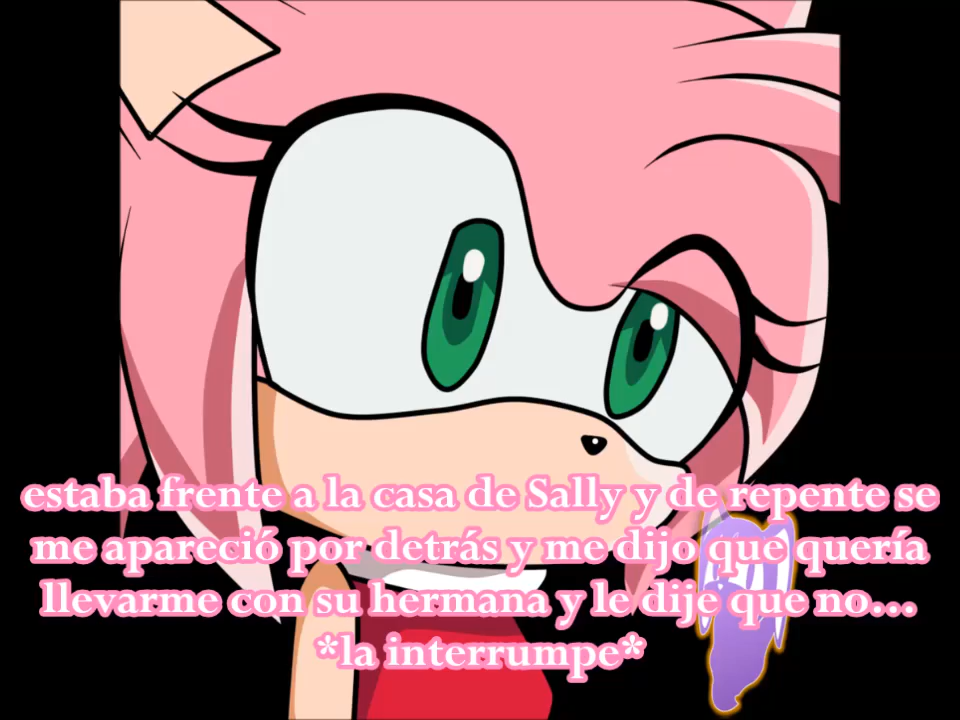 estaba frente a la casa de Sally y de repente se
me apareció por detrás y me dijo que quería
llevarme con su hermana y le dije que no...
*la interrumpe*